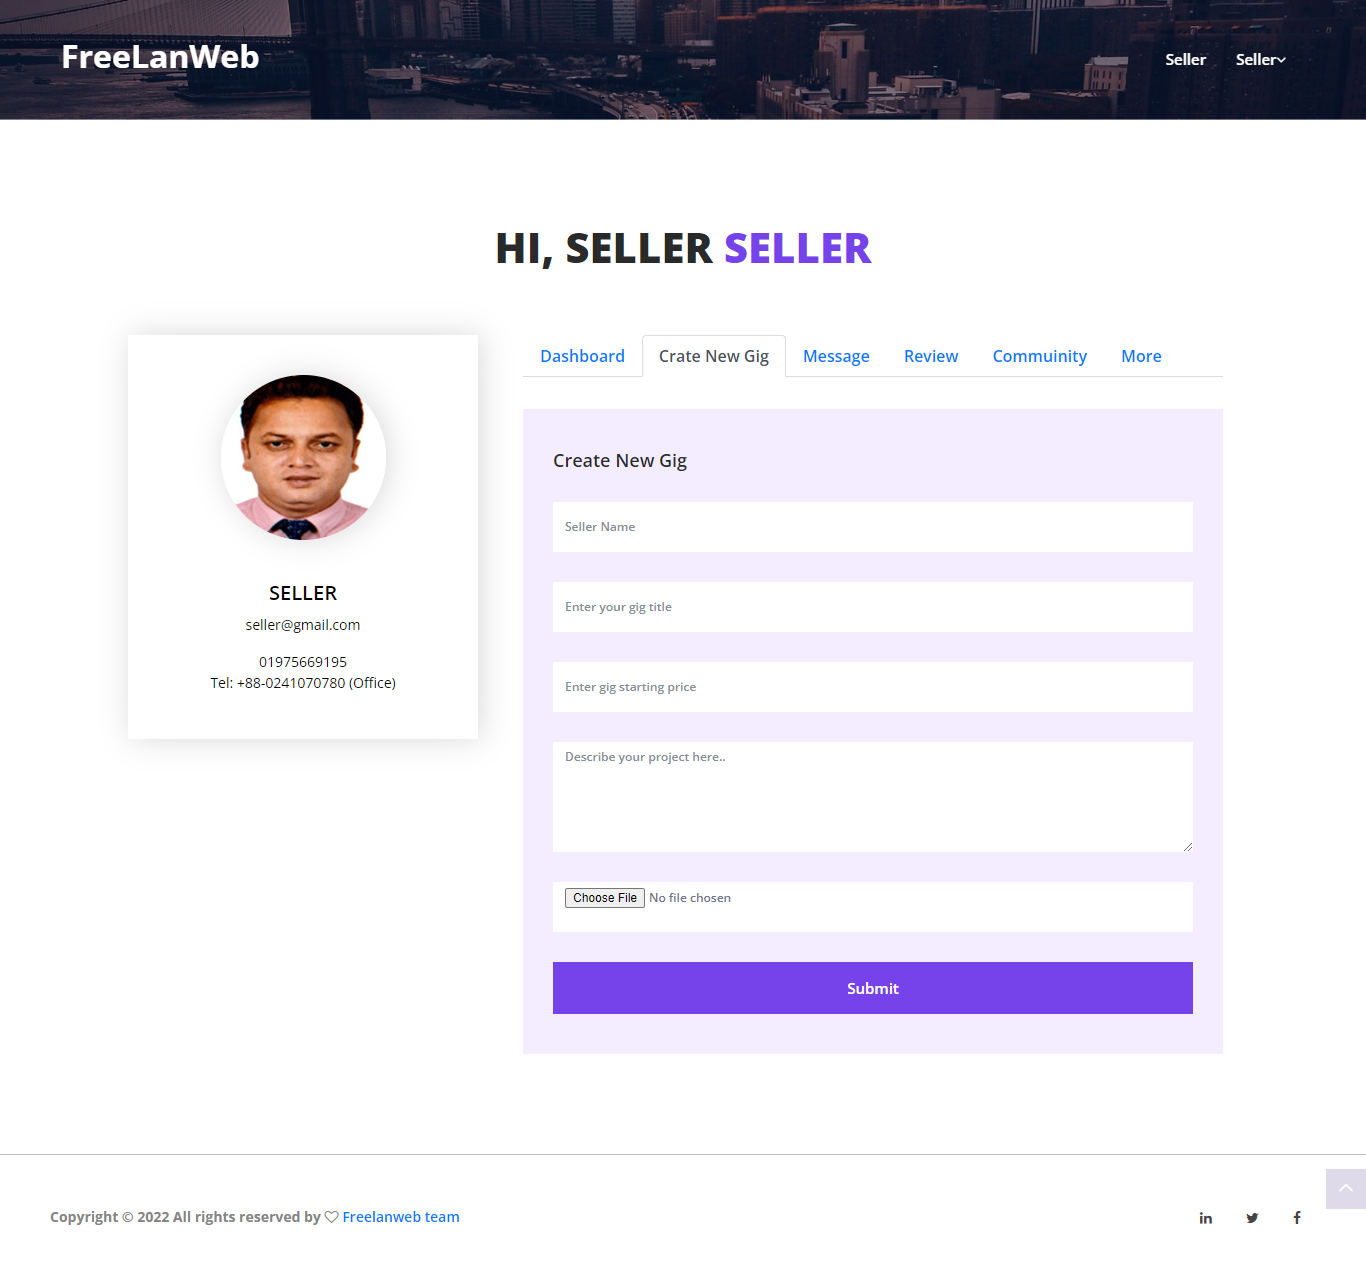 FreeLanWeb
Seller Seller
HI, SELLER SELLER
Dashboard Crate New Gig Message Review Commuinity More
SELLER
seller@gmail.com
01975669195
Tel: +88-0241070780 (Office)
Create New Gig
Seller Name
Enter your gig title
Enter gig starting price
Describe your project here..
Choose File No file chosen
Submit
Copyright © 2022 All rights reserved by ♡ Freelanweb team